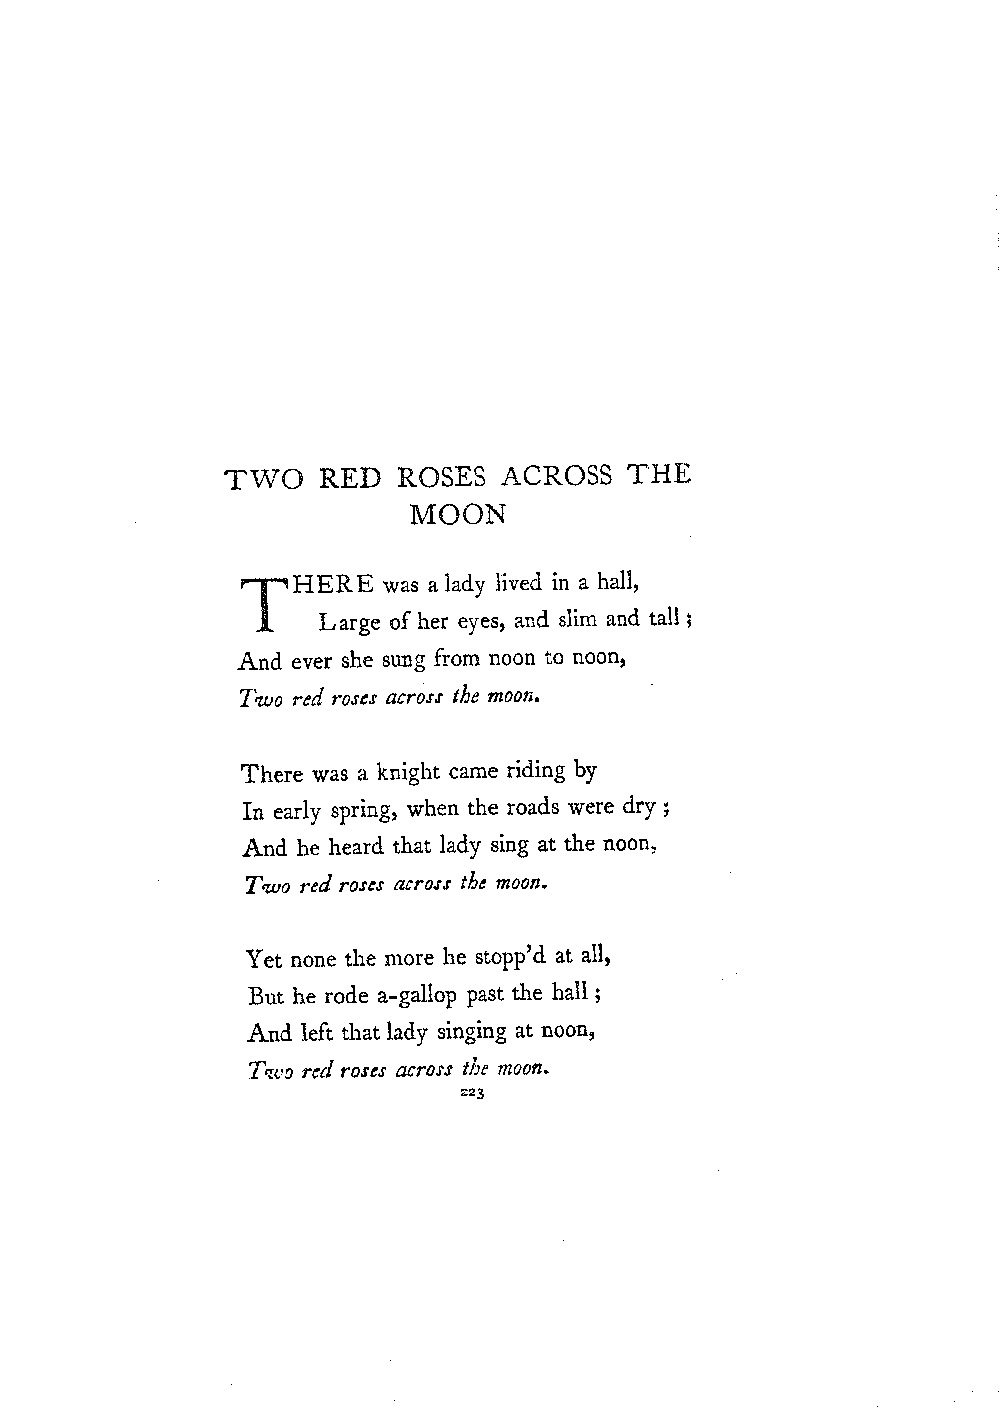 TWO RED ROSES ACROSS THE
MOON
THERE was a lady lived in a hall,
Large of her eyes, and slim and tall ;
And ever she sung from noon to noon,
Two red roses across the moon.
There was a knight came riding by
In early spring, when the roads were dry ;
And he heard that lady sing at the noon,
Two red roses across the moon.
Yet none the more he stopp'd at all,
But he rode a-gallop past the hall ;
And left that lady singing at noon,
Two red roses across the moon.
223